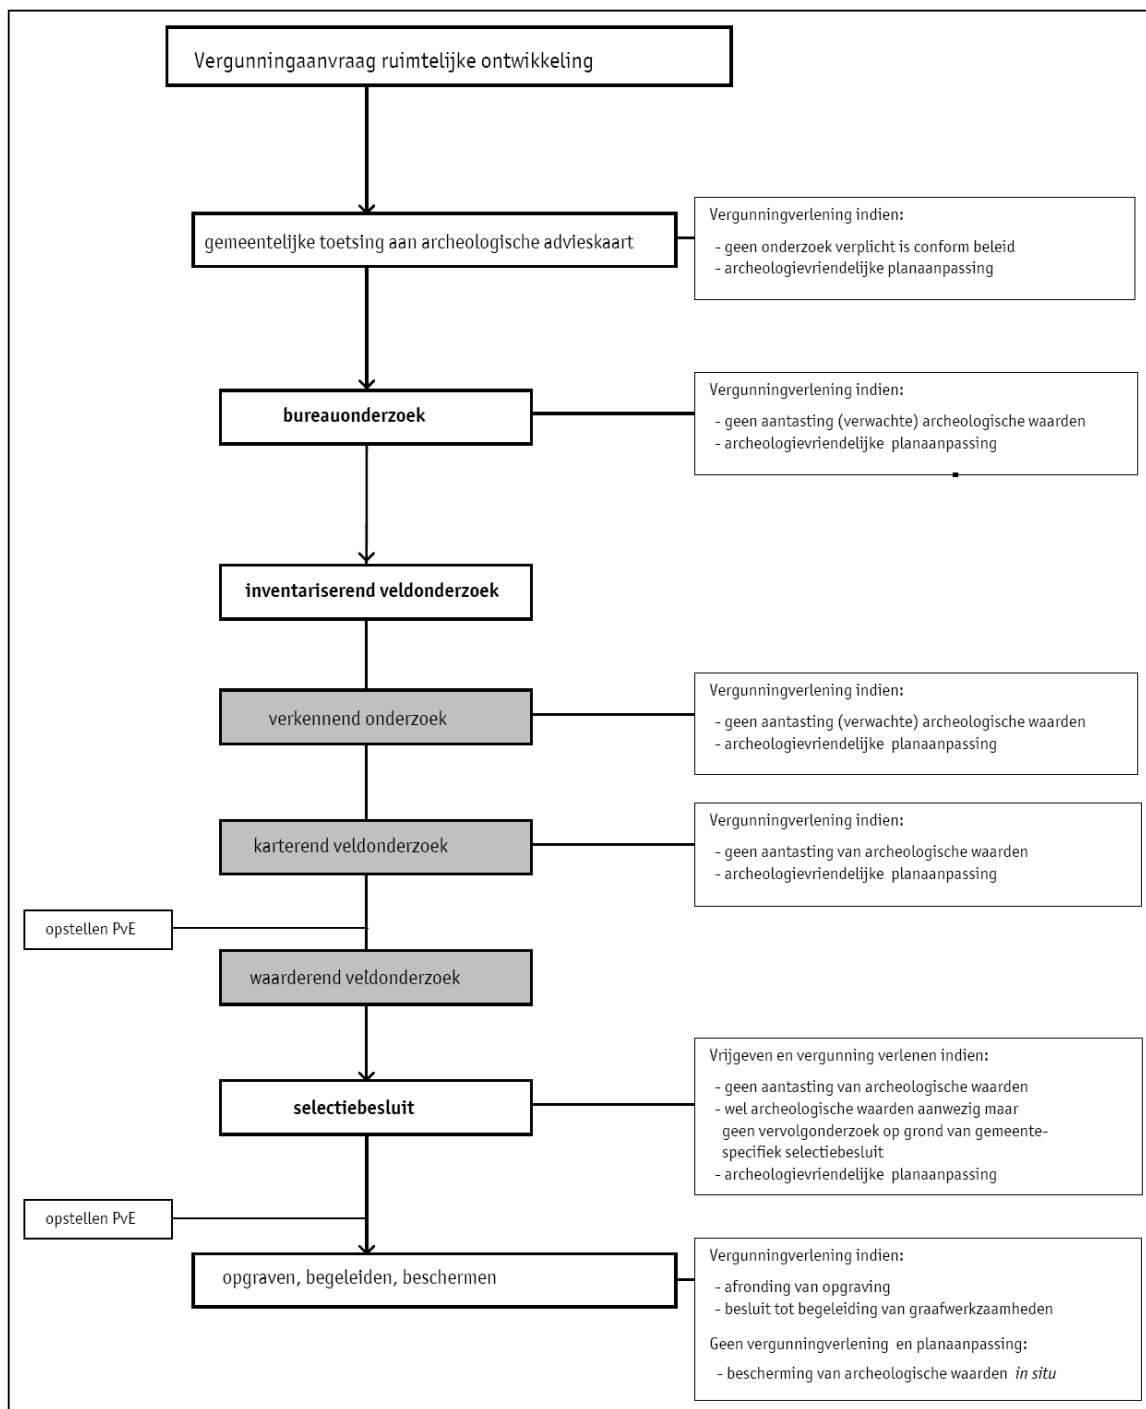 Vergunningaanvraag ruimtelijke ontwikkeling
gemeentelijke toetsing aan archeologische advieskaart
Vergunningverlening indien:
- geen onderzoek verplicht is conform beleid
- archeologievriendelijke planaanpassing
bureauonderzoek
Vergunningverlening indien:
- geen aantasting (verwachte) archeologische waarden
- archeologievriendelijke planaanpassing
inventariserend veldonderzoek
verkennend onderzoek
Vergunningverlening indien:
- geen aantasting (verwachte) archeologische waarden
- archeologievriendelijke planaanpassing
karterend veldonderzoek
Vergunningverlening indien:
- geen aantasting van archeologische waarden
- archeologievriendelijke planaanpassing
opstellen PvE
waarderend veldonderzoek
selectiebesluit
Vrijgeven en vergunning verlenen indien:
- geen aantasting van archeologische waarden
- wel archeologische waarden aanwezig maar
geen vervolgonderzoek op grond van gemeente-
specifiek selectiebesluit
- archeologievriendelijke planaanpassing
opstellen PvE
opgraven, begeleiden, beschermen
Vergunningverlening indien:
- afronding van opgraving
- besluit tot begeleiding van graafwerkzaamheden
Geen vergunningverlening en planaanpassing:
- bescherming van archeologische waarden in situ